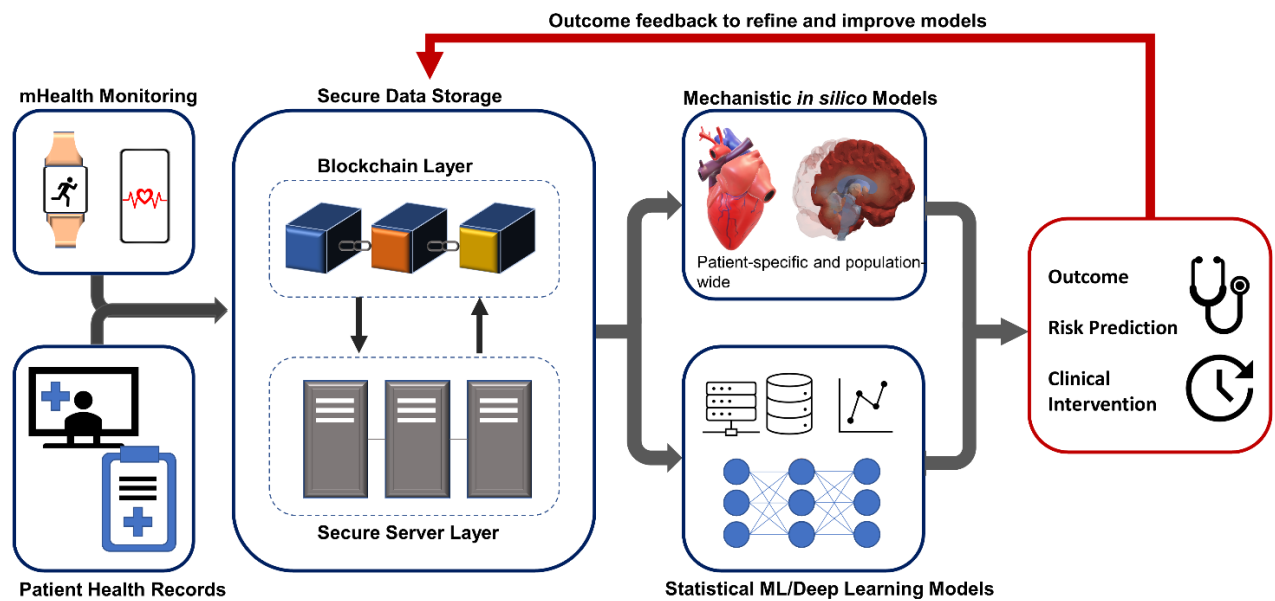 Outcome feedback to refine and improve models
mHealth Monitoring
Secure Data Storage
Mechanistic in silico Models
Blockchain Layer
Patient-specific and population-
wide
Outcome
Risk Prediction
Clinical
Intervention
Secure Server Layer
Patient Health Records
Statistical ML/Deep Learning Models